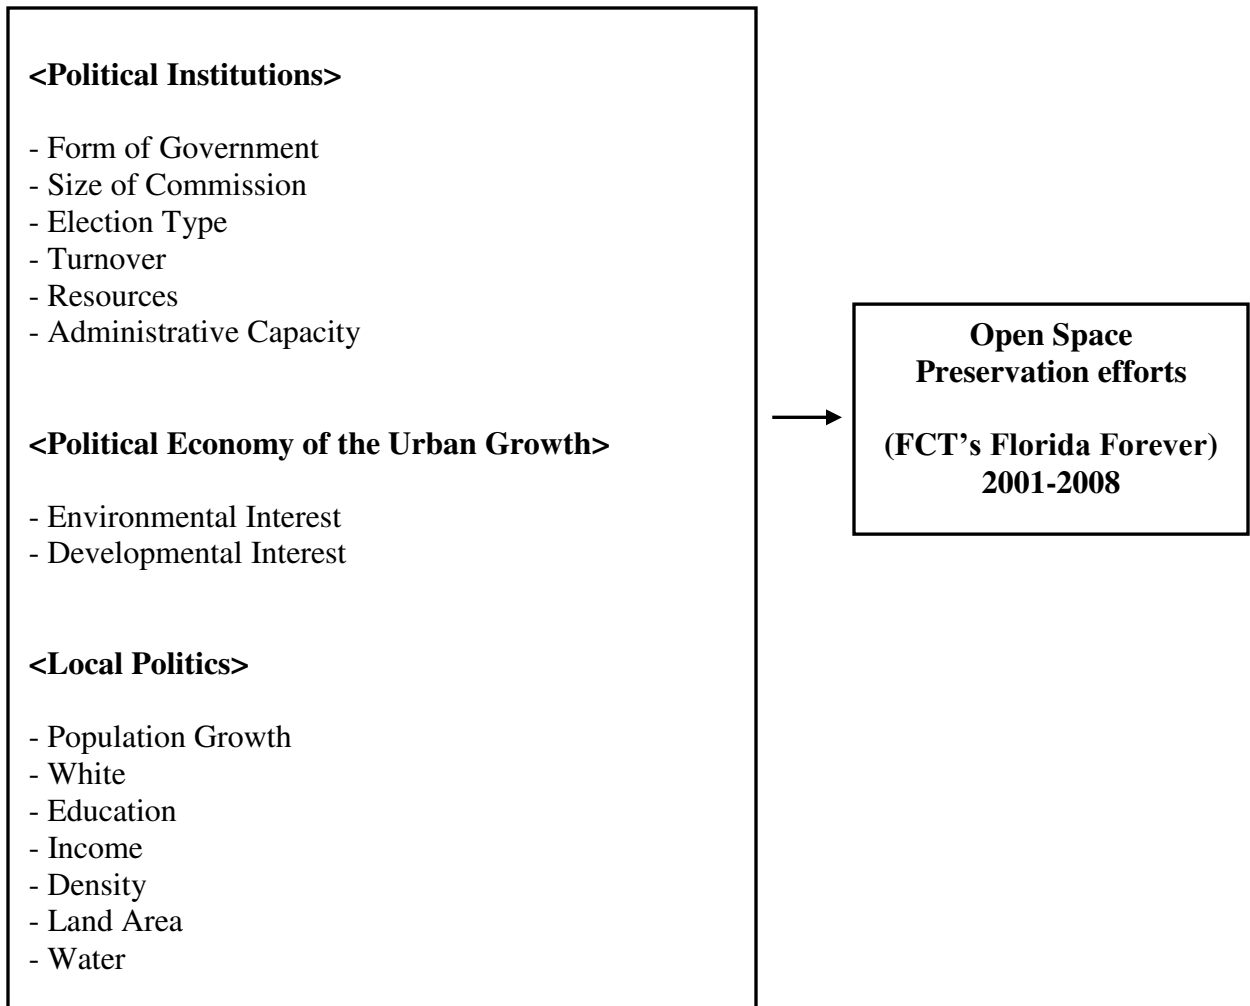 <Political Institutions>
- Form of Government
- Size of Commission
- Election Type
- Turnover
- Resources
- Administrative Capacity
<Political Economy of the Urban Growth>
- Environmental Interest
- Developmental Interest
<Local Politics>
- Population Growth
- White
- Education
- Income
- Density
- Land Area
- Water
Open Space
Preservation efforts
(FCT’s Florida Forever)
2001-2008